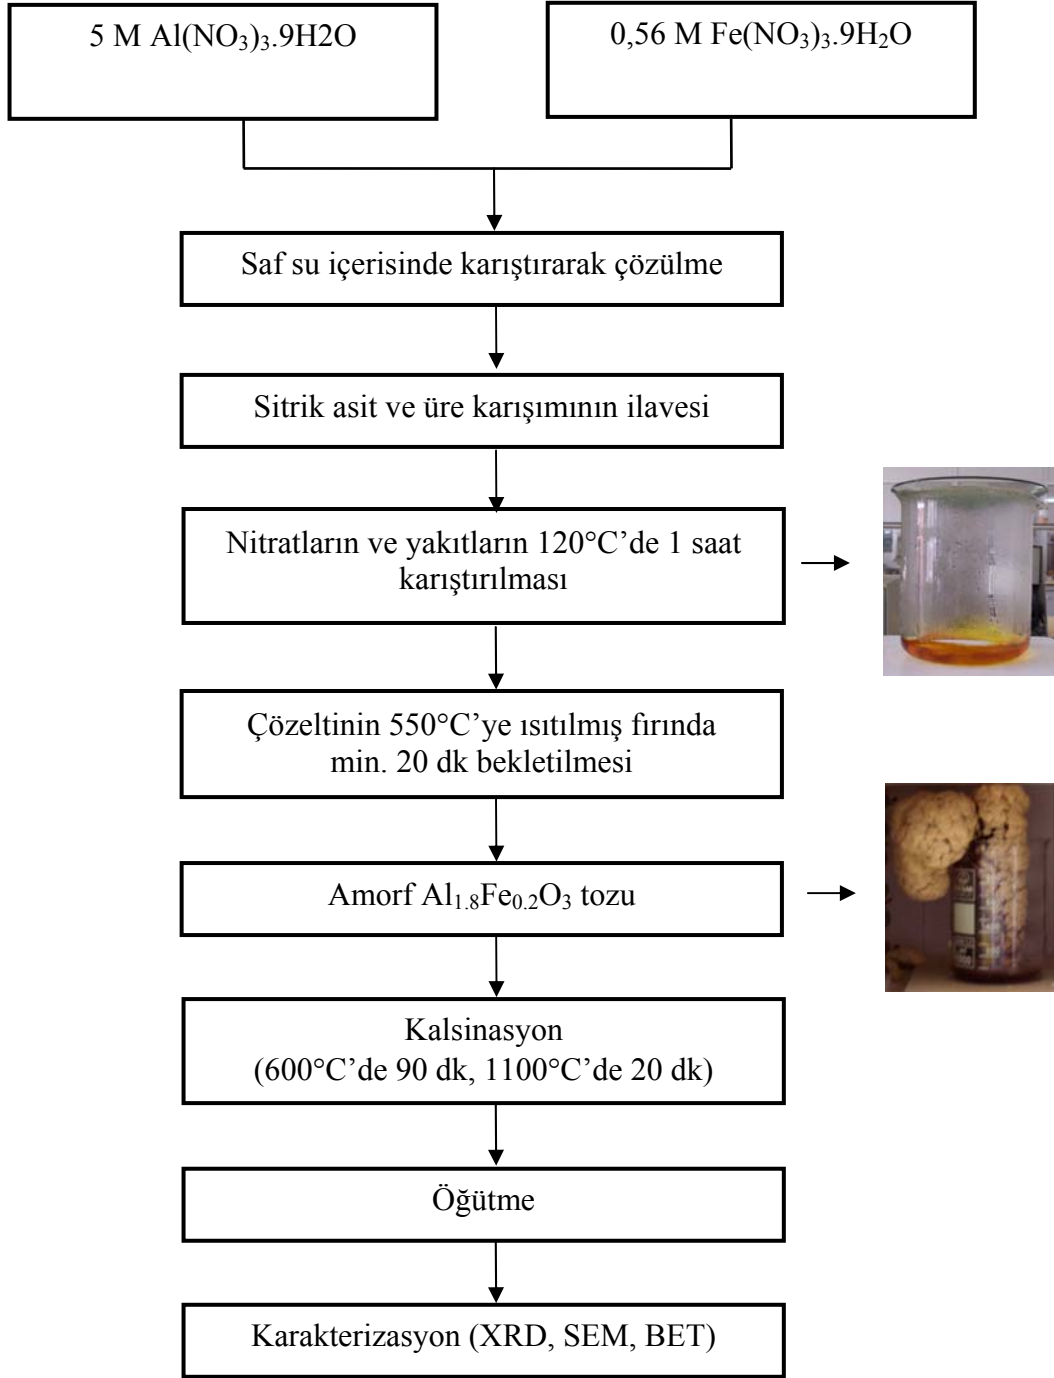 5 M Al(NO₃)₃.9H2O
0,56 M Fe(NO₃)₃.9H₂O
Saf su içerisinde karıştırarak çözülme
Sitrik asit ve üre karışımının ilavesi
Nitratların ve yakıtların 120°C’de 1 saat
karıştırılması
Çözeltinin 550°C’ye ısıtılmış fırında
min. 20 dk bekletilmesi
Amorf Al₁.₈Fe₀.₂O₃ tozu
Kalsinasyon
(600°C’de 90 dk, 1100°C’de 20 dk)
Öğütme
Karakterizasyon (XRD, SEM, BET)